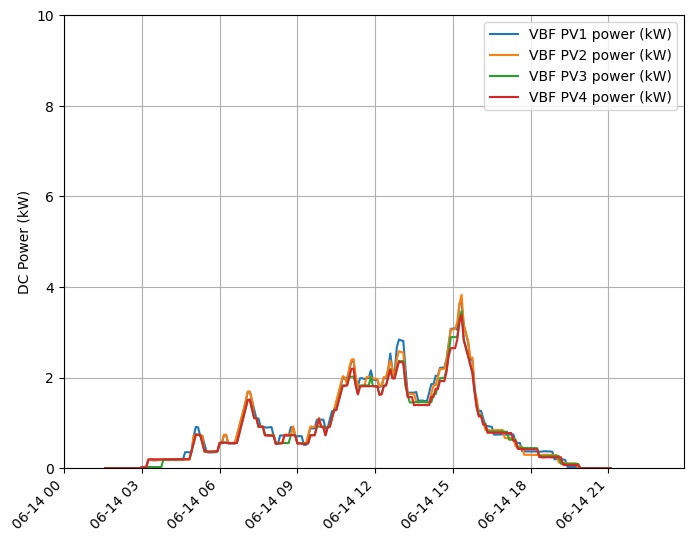 10
8
6
4
2
0
DC Power (kW)
VBF PV1 power (kW)
VBF PV2 power (kW)
VBF PV3 power (kW)
VBF PV4 power (kW)
06-14 00
06-14 03
06-14 06
06-14 09
06-14 12
06-14 15
06-14 18
06-14 21